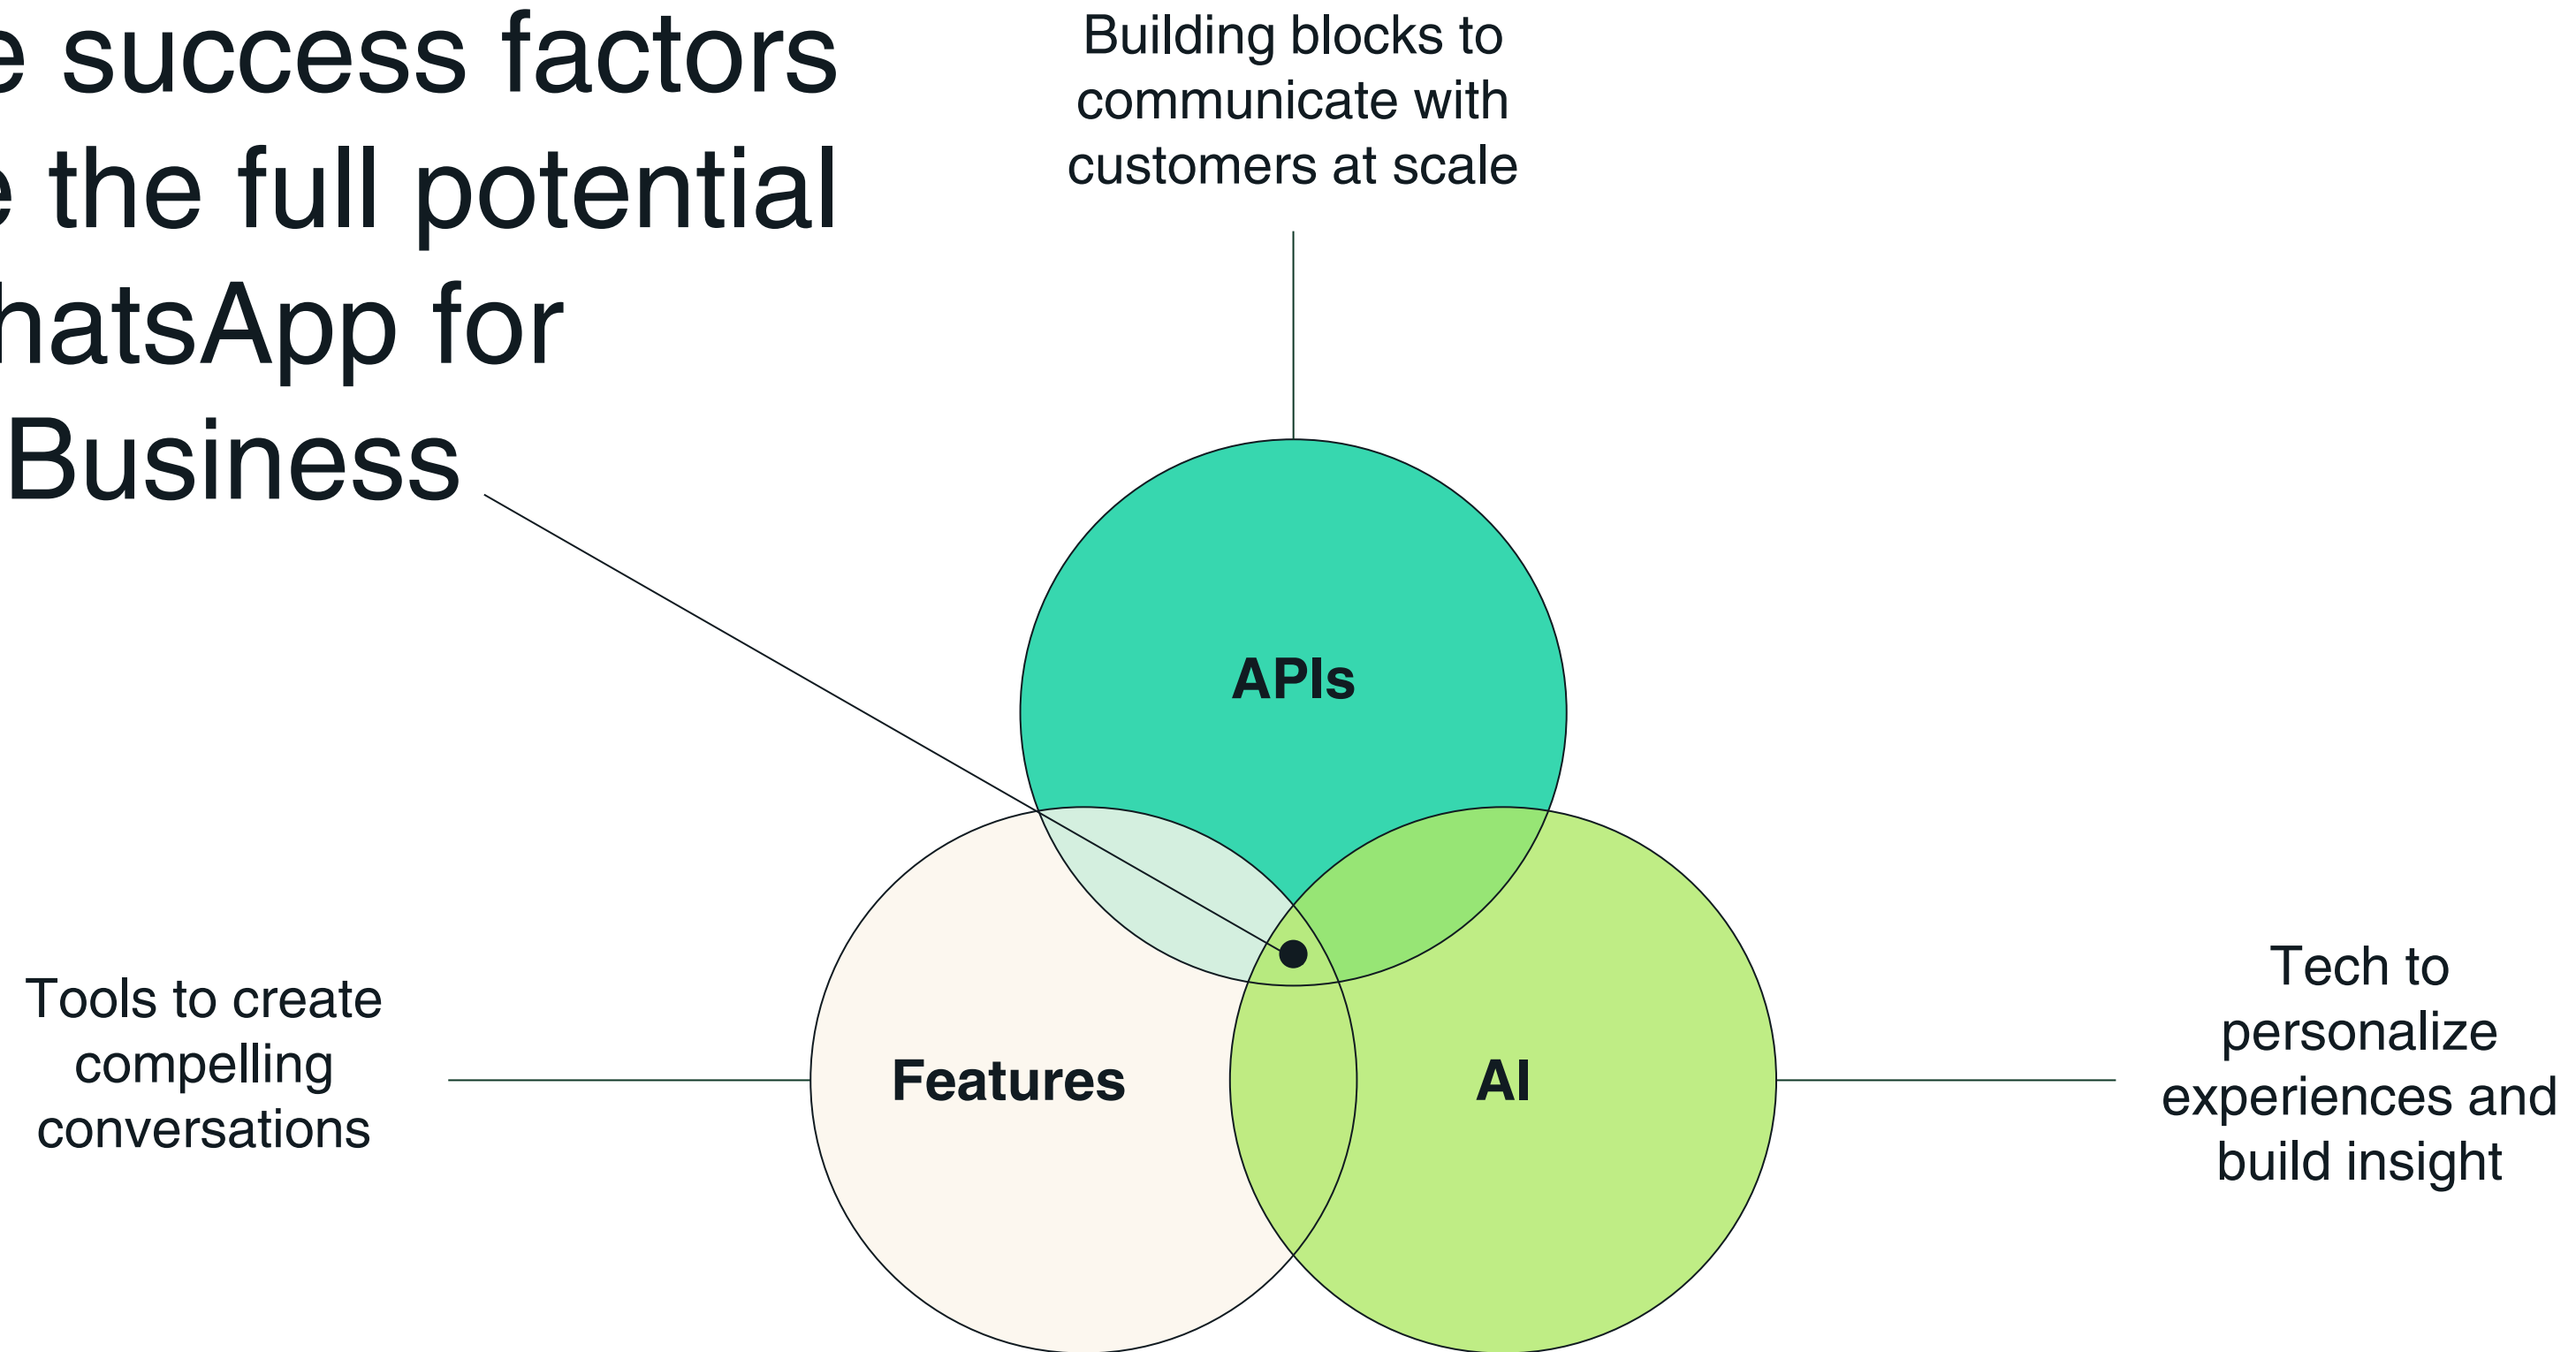 success factors
the full potential
hatsApp for
Business
Building blocks to
communicate with
customers at scale
APIs
Features
AI
Tools to create
compelling
conversations
Tech to
personalize
experiences and
build insight